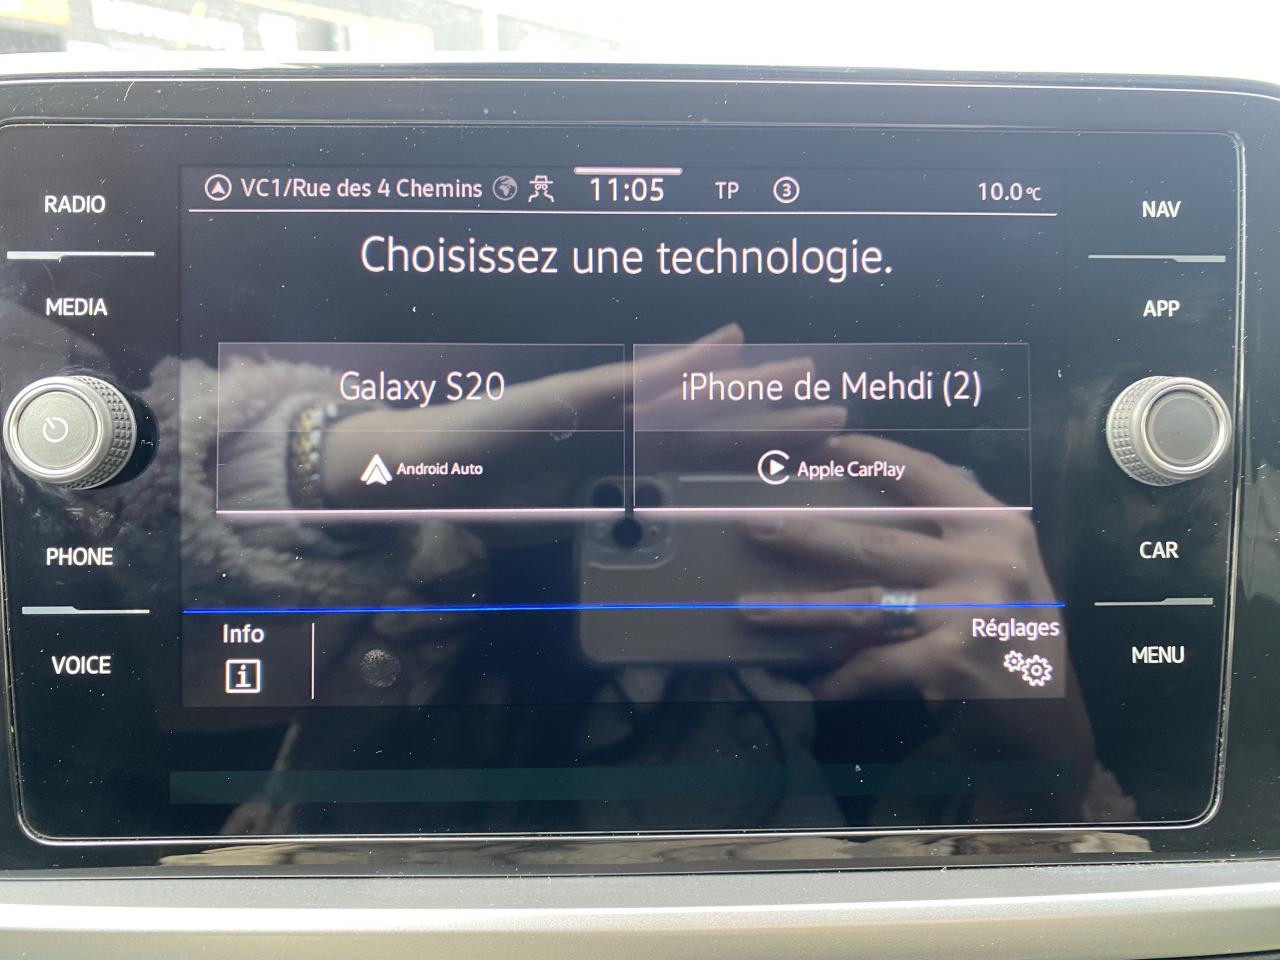 RADIO
MEDIA
PHONE
VOICE
VC1/Rue des 4 Chemins 11:05 TP 3 10.0°C
Choisissez une technologie.
Galaxy S20
Android Auto
iPhone de Mehdi (2)
Apple CarPlay
Info
i
Réglages
NAV
APP
CAR
MENU